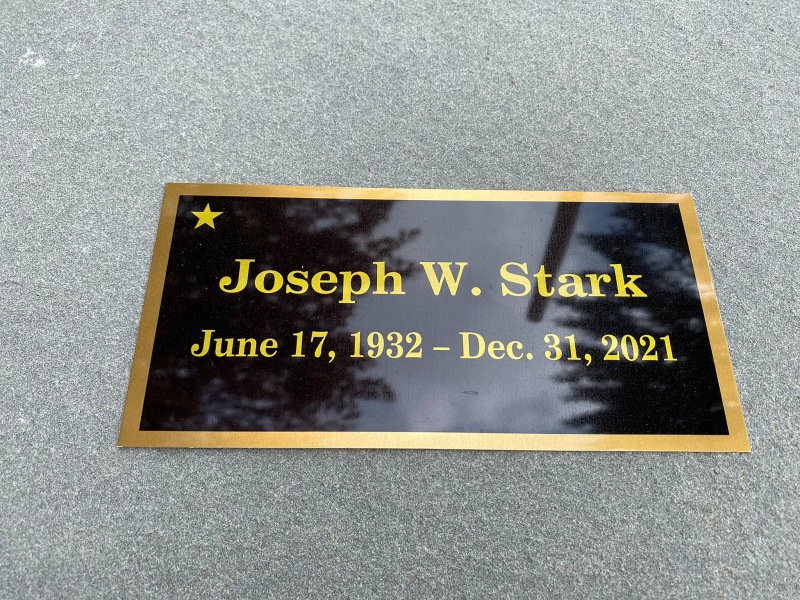 Joseph W. Stark
June 17, 1932 – Dec. 31, 2021